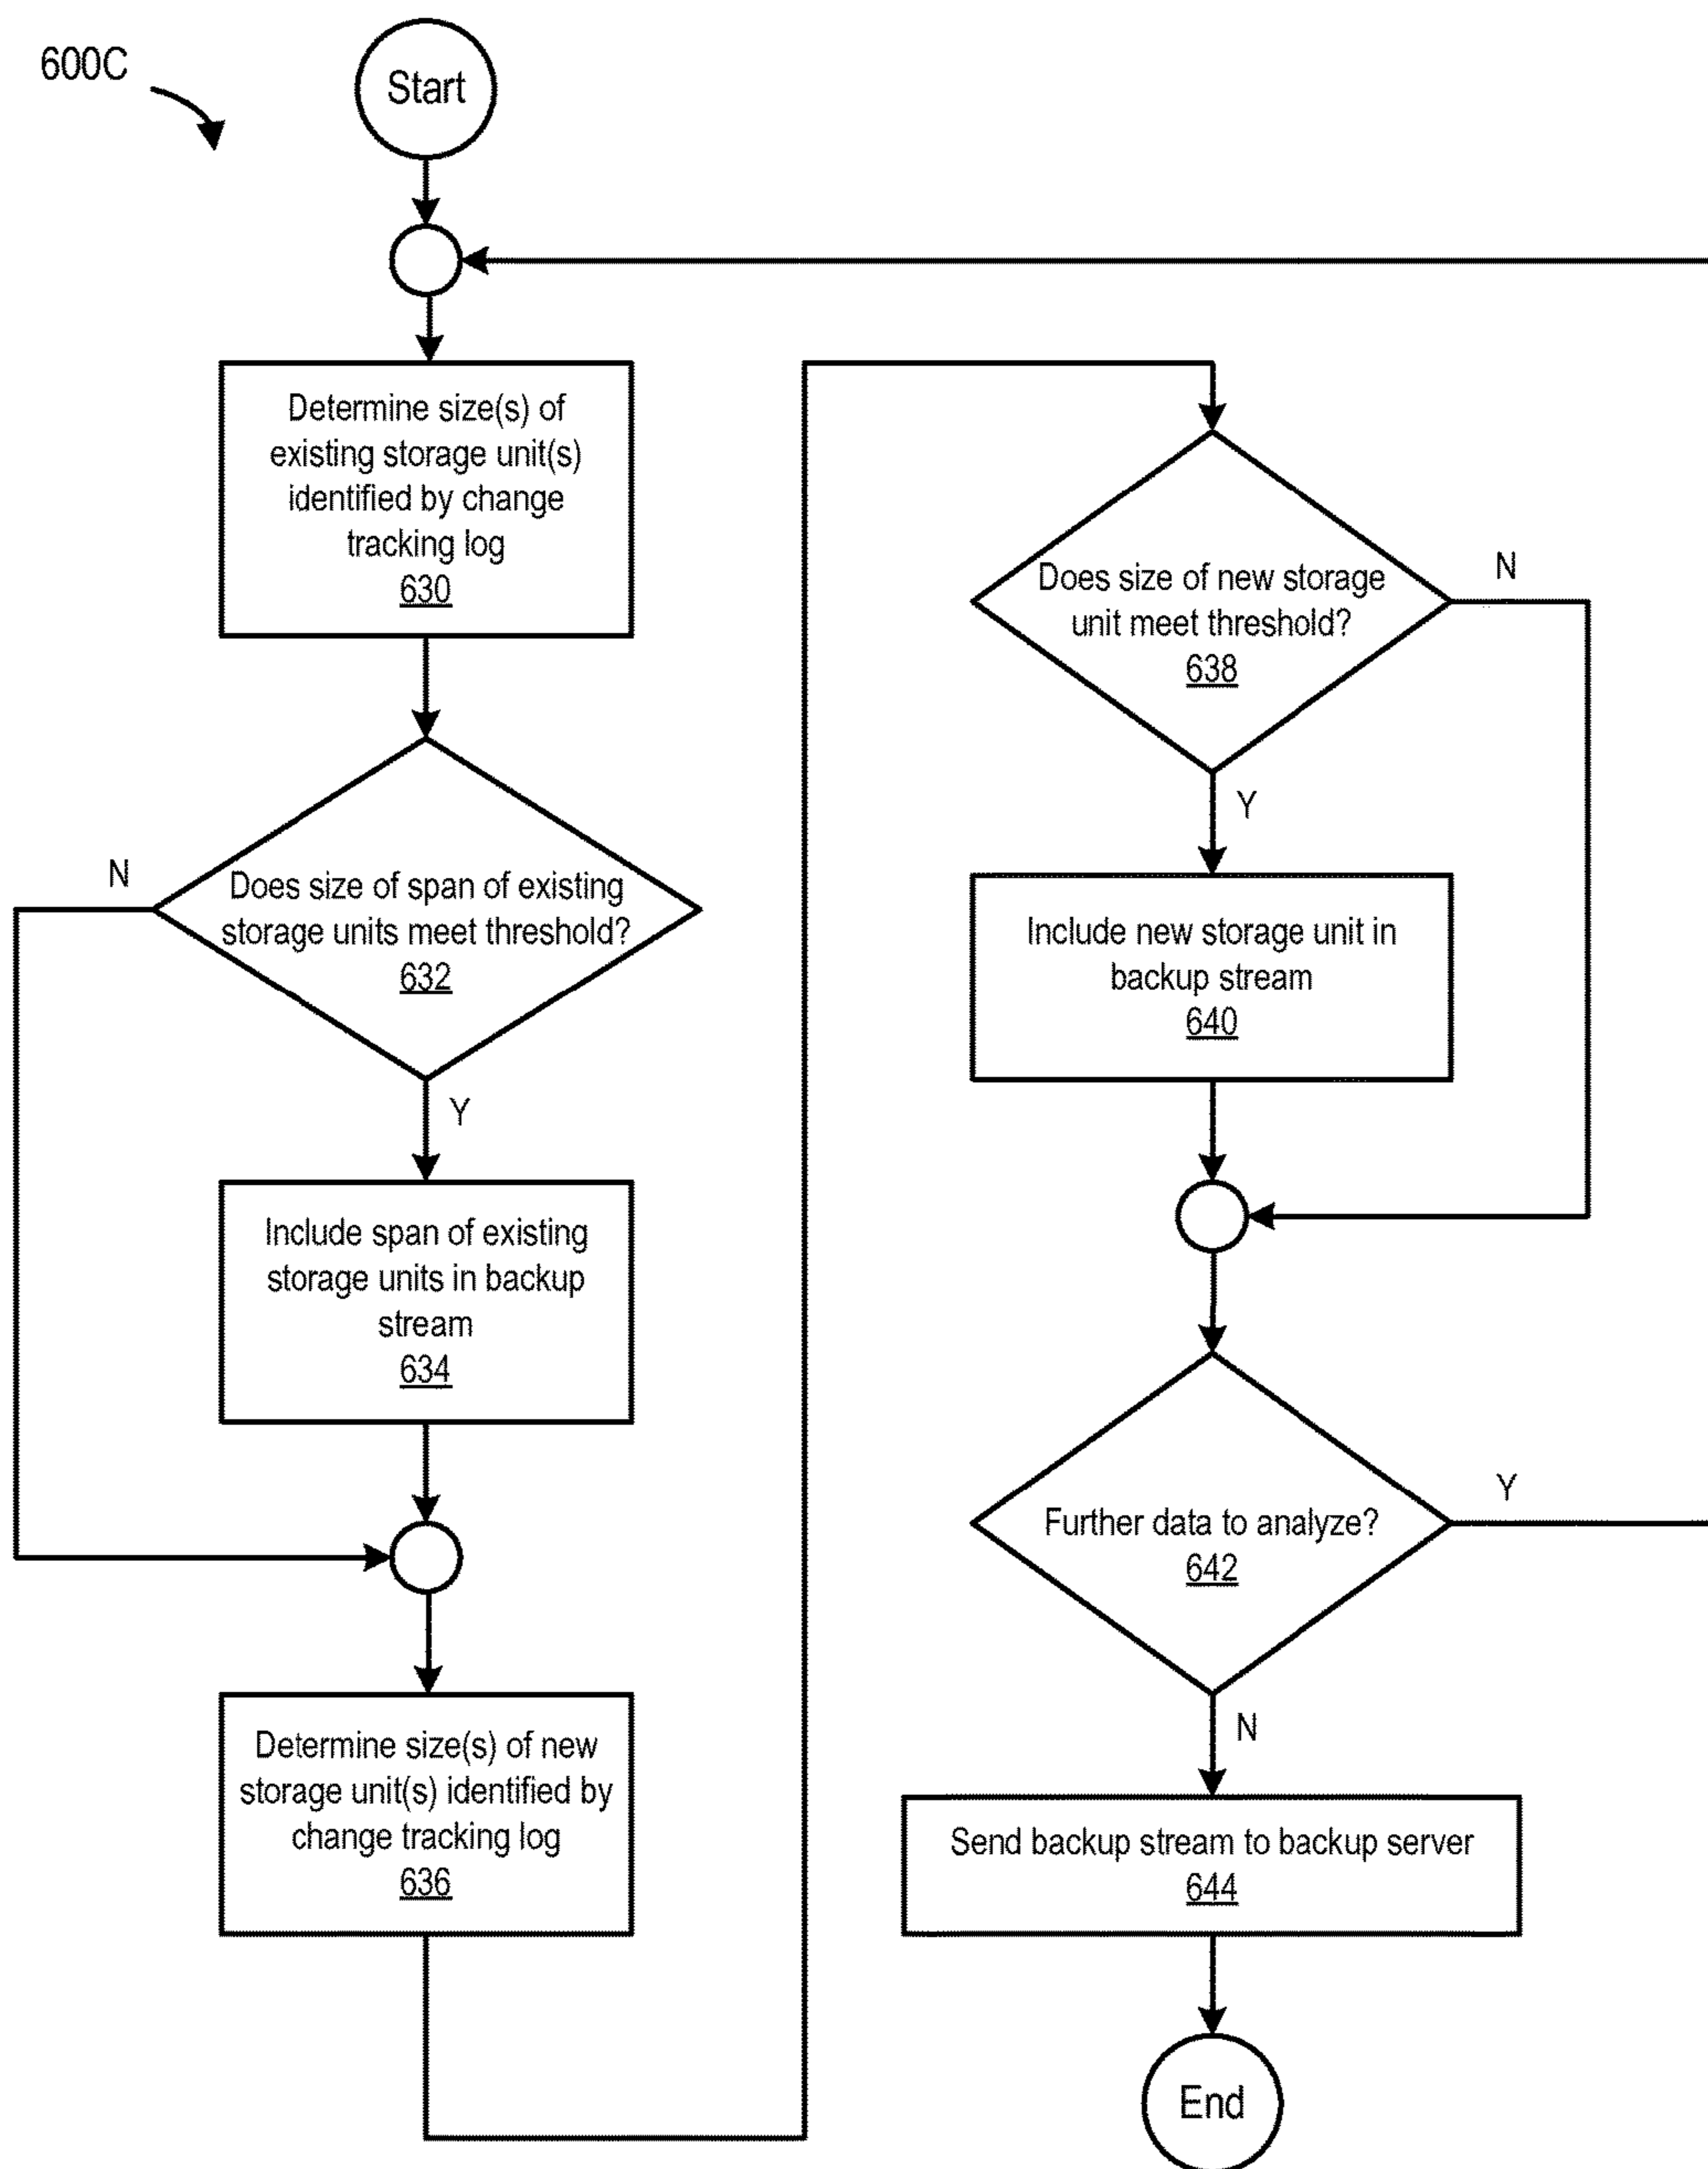 600C
Start
Determine size(s) of
existing storage unit(s)
identified by change
tracking log
630
Does size of span of existing
storage units meet threshold?
632
N
Y
Include span of existing
storage units in backup
stream
634
Determine size(s) of new
storage unit(s) identified by
change tracking log
636
Does size of new storage
unit meet threshold?
638
N
Y
Include new storage unit in
backup stream
640
Further data to analyze?
642
Y
N
Send backup stream to backup server
644
End